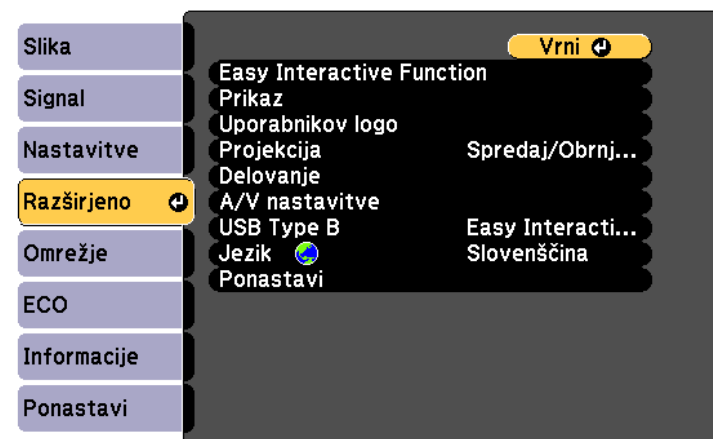 Slika
Signal
Nastavitve
Razširjeno
Omrežje
ECO
Informacije
Ponastavi
Vrni
Easy Interactive Function
Prikaz
Uporabnikov logo
Projekcija Spredaj/Obrnj...
Delovanje
A/V nastavitve
USB Type B Easy Interacti...
Jezik Slovenščina
Ponastavi